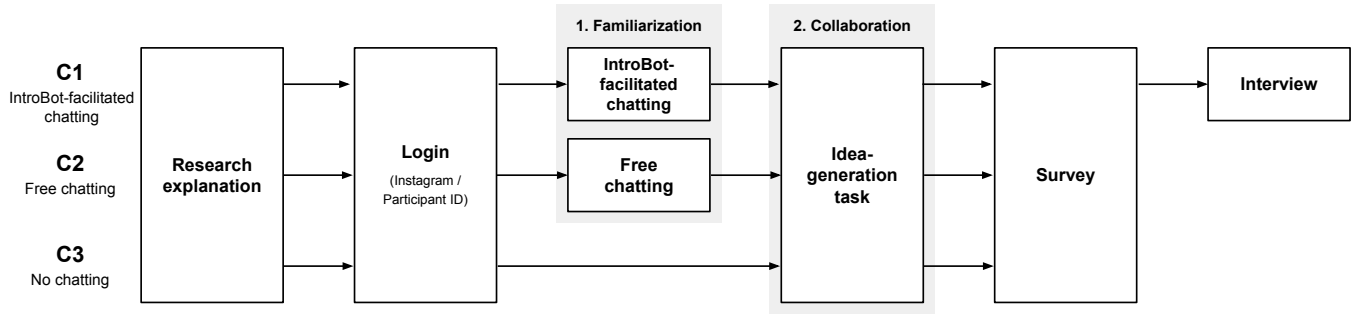 1. Familiarization
2. Collaboration
C1
IntroBot-facilitated
chatting
C2
Free chatting
C3
No chatting
Research
explanation
Login
(Instagram /
Participant ID)
IntroBot-
facilitated
chatting
Free
chatting
Idea-
generation
task
Survey
Interview